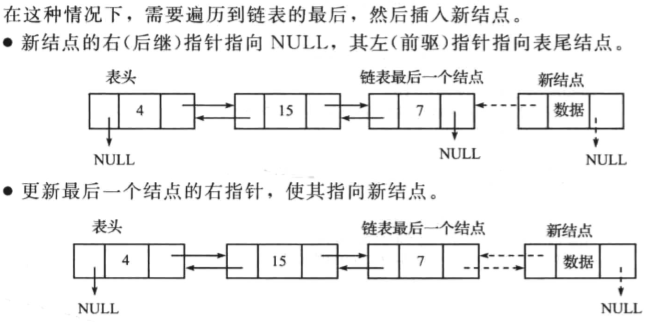 在这种情况下，需要遍历到链表的最后，然后插入新结点。
● 新结点的右(后继)指针指向 NULL，其左(前驱)指针指向表尾结点。
表头 链表最后一个结点 新结点
4 15 7 数据
NULL NULL NULL
● 更新最后一个结点的右指针，使其指向新结点。
表头 链表最后一个结点 新结点
4 15 7 数据
NULL NULL